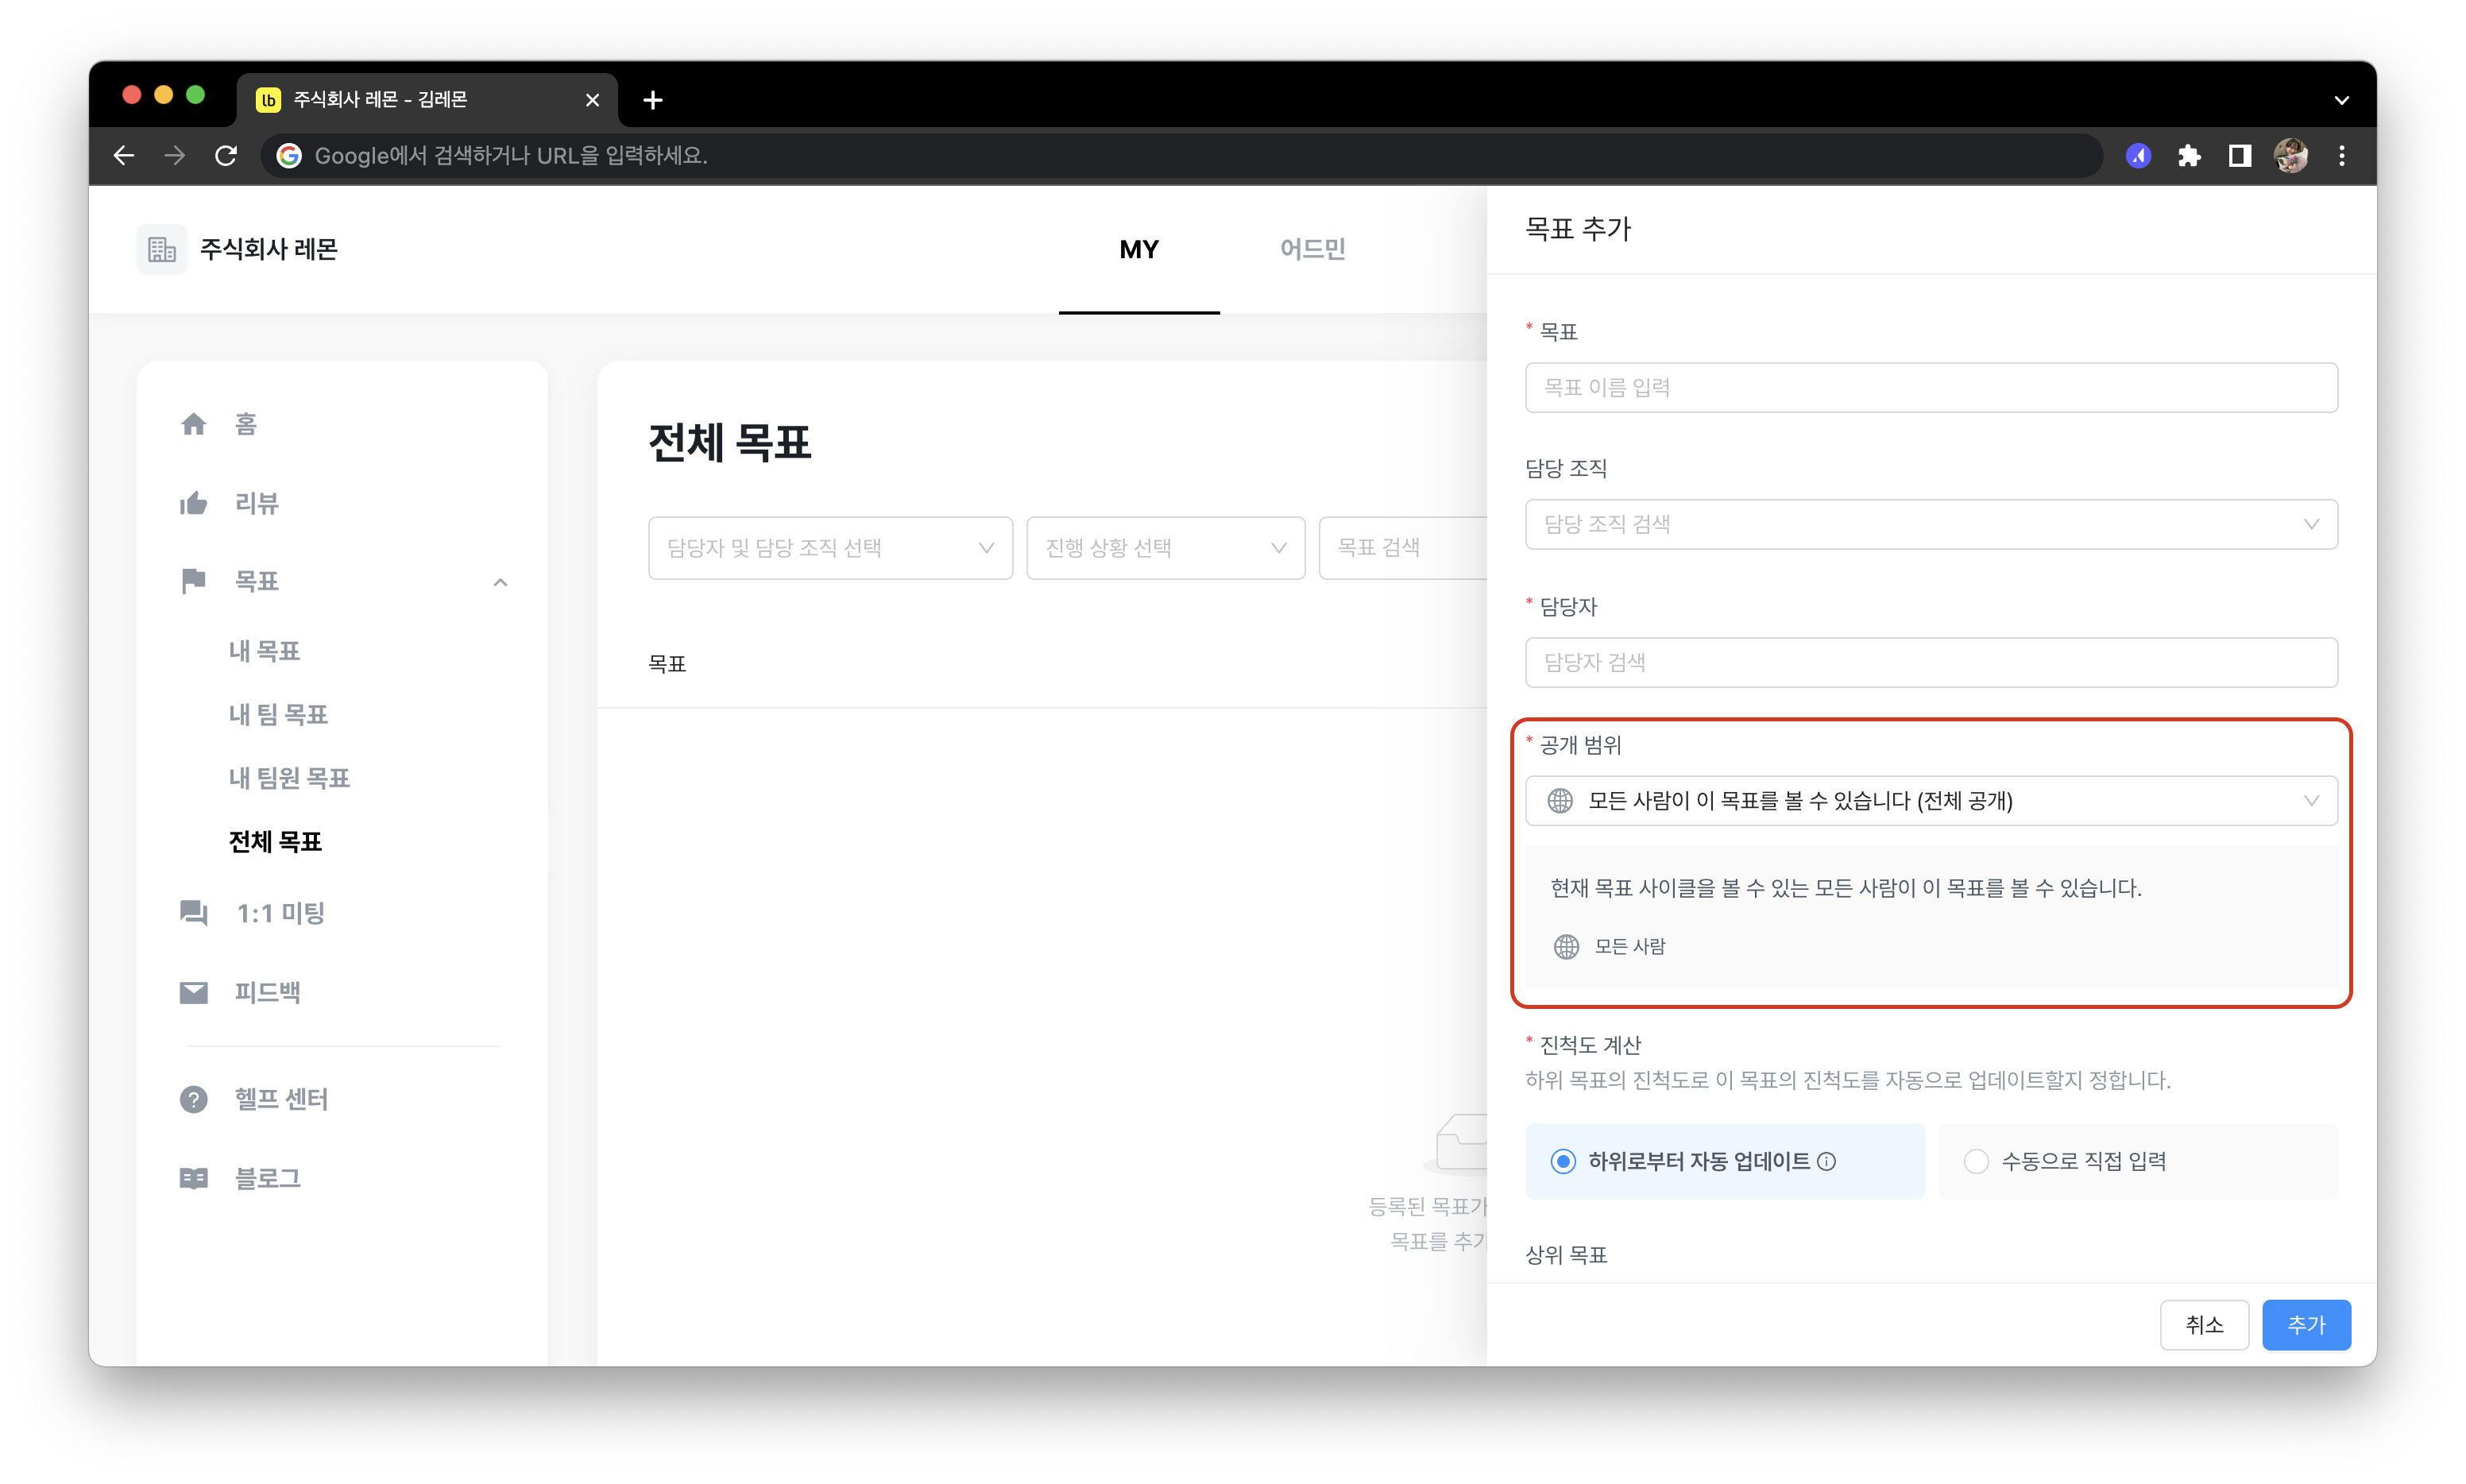 lb 주식회사 레몬 - 김레몬
Google에서 검색하거나 URL을 입력하세요.
주식회사 레몬
MY
어드민
홈
리뷰
목표
내 목표
내 팀 목표
내 팀원 목표
전체 목표
1:1 미팅
피드백
헬프 센터
블로그
전체 목표
담당자 및 담당 조직 선택
진행 상황 선택
목표 검색
목표
등록된 목표가
목표를 추가
목표 추가
* 목표
목표 이름 입력
담당 조직
담당 조직 검색
* 담당자
담당자 검색
* 공개 범위
모든 사람이 이 목표를 볼 수 있습니다 (전체 공개)
현재 목표 사이클을 볼 수 있는 모든 사람이 이 목표를 볼 수 있습니다.
모든 사람
* 진척도 계산
하위 목표의 진척도로 이 목표의 진척도를 자동으로 업데이트할지 정합니다.
하위로부터 자동 업데이트
수동으로 직접 입력
상위 목표
취소
추가